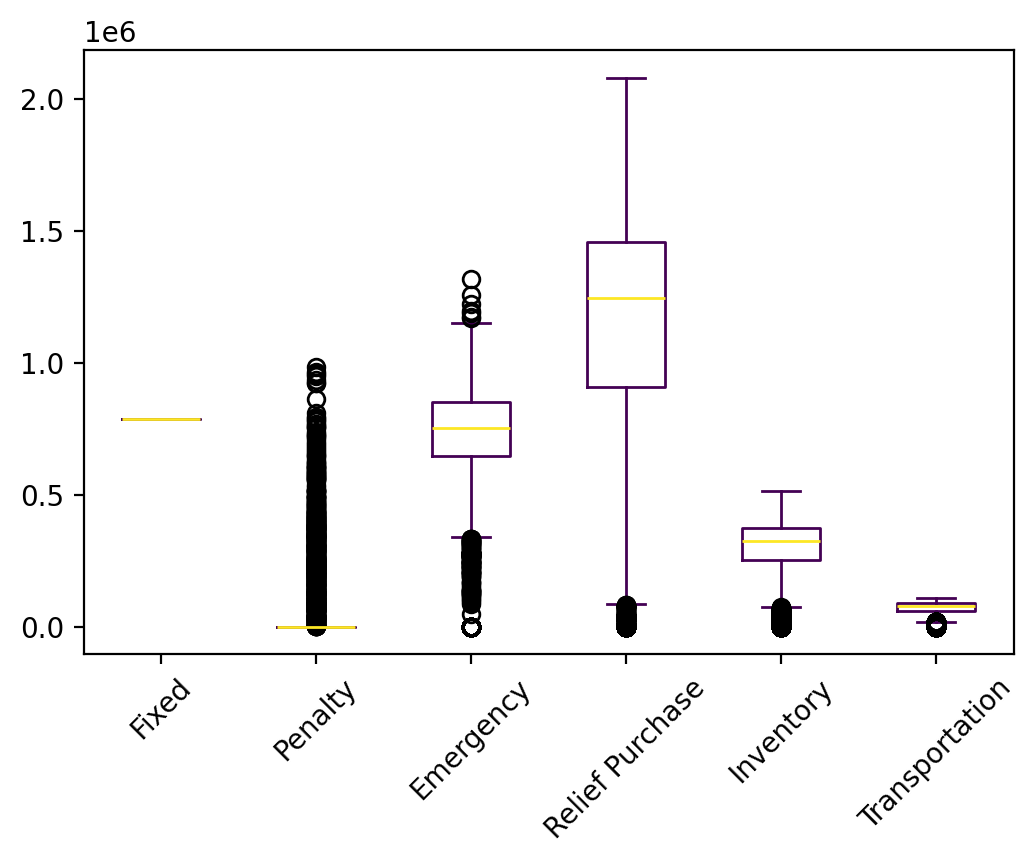 1e6
2.0
1.5
1.0
0.5
0.0
Fixed
Penalty
Emergency
Relief Purchase
Inventory
Transportation